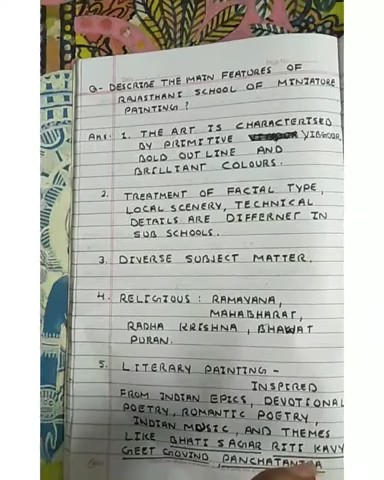 Q- DESCRIBE THE MAIN FEATURES OF
RAJASTHANI SCHOOL OF MINIATURE
PAINTING?
Ans. 1. THE ART IS CHARACTERISED
BY PRIMITIVE VIBGOOR
BOLD OUT LINE AND
BRILLIANT COLOURS.
2. TREATMENT OF FACIAL TYPE,
LOCAL SCENERY, TECHNICAL
DETAILS ARE DIFFERNET IN
SUB SCHOOLS.
3. DIVERSE SUBJECT MATTER.
4. RELIGIOUS: RAMAYANA,
MAHABHARAT,
RADHA KRISHNA, BHAWAT
PURAN.
5. LITERARY PAINTING -
INSPIRED
FROM INDIAN EPICS, DEVOTIONAL
POETRY, ROMANTIC POETRY,
INDIAN MUSIC, AND THEMES
LIKE BHATI SAGAR RITI KAVY
GEET GOVIND, PANCHATANTRA